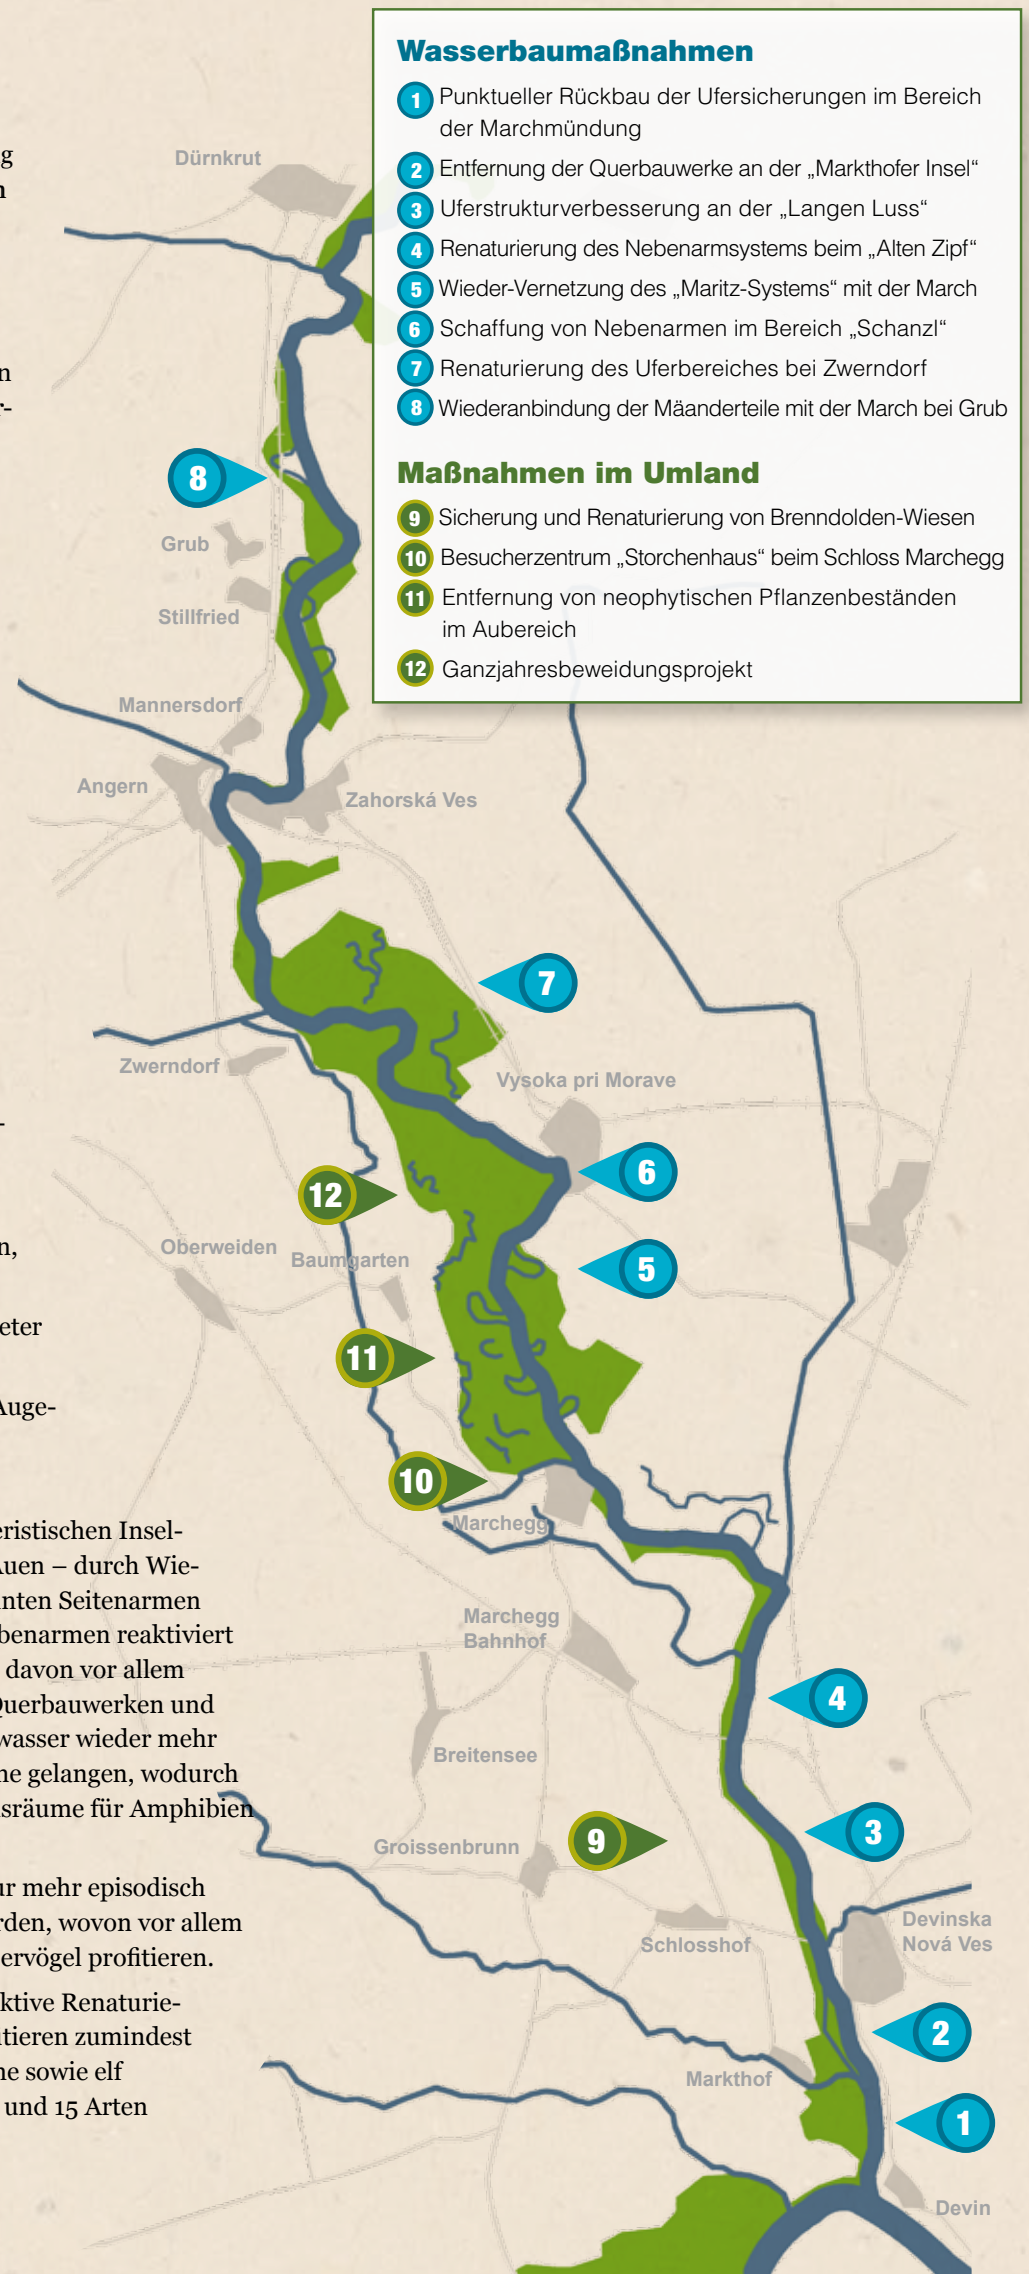 Wasserbaumaßnahmen
1 Punktueller Rückbau der Ufersicherungen im Bereich
der Marchmündung
2 Entfernung der Querbauwerke an der „Markthofer Insel“
3 Uferstrukturverbesserung an der „Langen Luss“
4 Renaturierung des Nebenarmsystems beim „Alten Zipf“
5 Wieder-Vernetzung des „Maritz-Systems“ mit der March
6 Schaffung von Nebenarmen im Bereich „Schanzl“
7 Renaturierung des Uferbereiches bei Zwerndorf
8 Wiederanbindung der Mäanderteile mit der March bei Grub
Maßnahmen im Umland
9 Sicherung und Renaturierung von Brenndolden-Wiesen
10 Besucherzentrum „Storchenhaus“ beim Schloss Marchegg
11 Entfernung von neophytischen Pflanzenbeständen
im Aubereich
12 Ganzjahresbeweidungsprojekt
Dürnkrut
8
Grub
Stillfried
Mannersdorf
Angern
Zahorská Ves
7
Zwerndorf
Vysoka pri Morave
6
12
Oberweiden
Baumgarten
5
11
10
Marchegg
Marchegg
Bahnhof
4
Breitensee
3
9
Groissenbrunn
Schlosshof
Devinska
Nová Ves
2
Markthof
1
Devin
g
n
n
r-
-
n,
eter
Auge-
eristischen Insel-
Auen – durch Wie-
nnten Seitenarmen
benarmen reaktiviert
davon vor allem
Querbauwerken und
wasser wieder mehr
ne gelangen, wodurch
sräume für Amphibien
ur mehr episodisch
rden, wovon vor allem
ervögel profitieren.
ktive Renaturie-
tieren zumindest
ne sowie elf
und 15 Arten